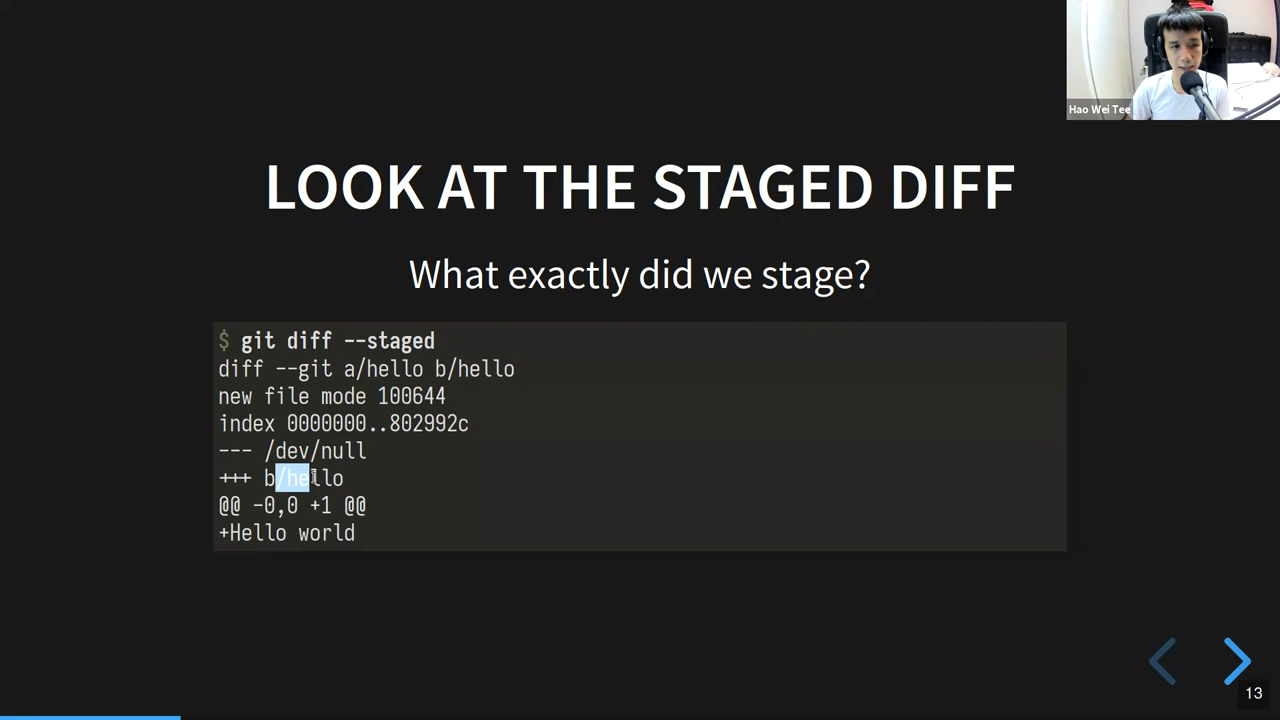 Hao Wei Tee
LOOK AT THE STAGED DIFF
What exactly did we stage?
$ git diff --staged
diff --git a/hello b/hello
new file mode 100644
index 0000000..802992c
--- /dev/null
+++ b/hello
@@ -0,0 +1 @@
+Hello world
13